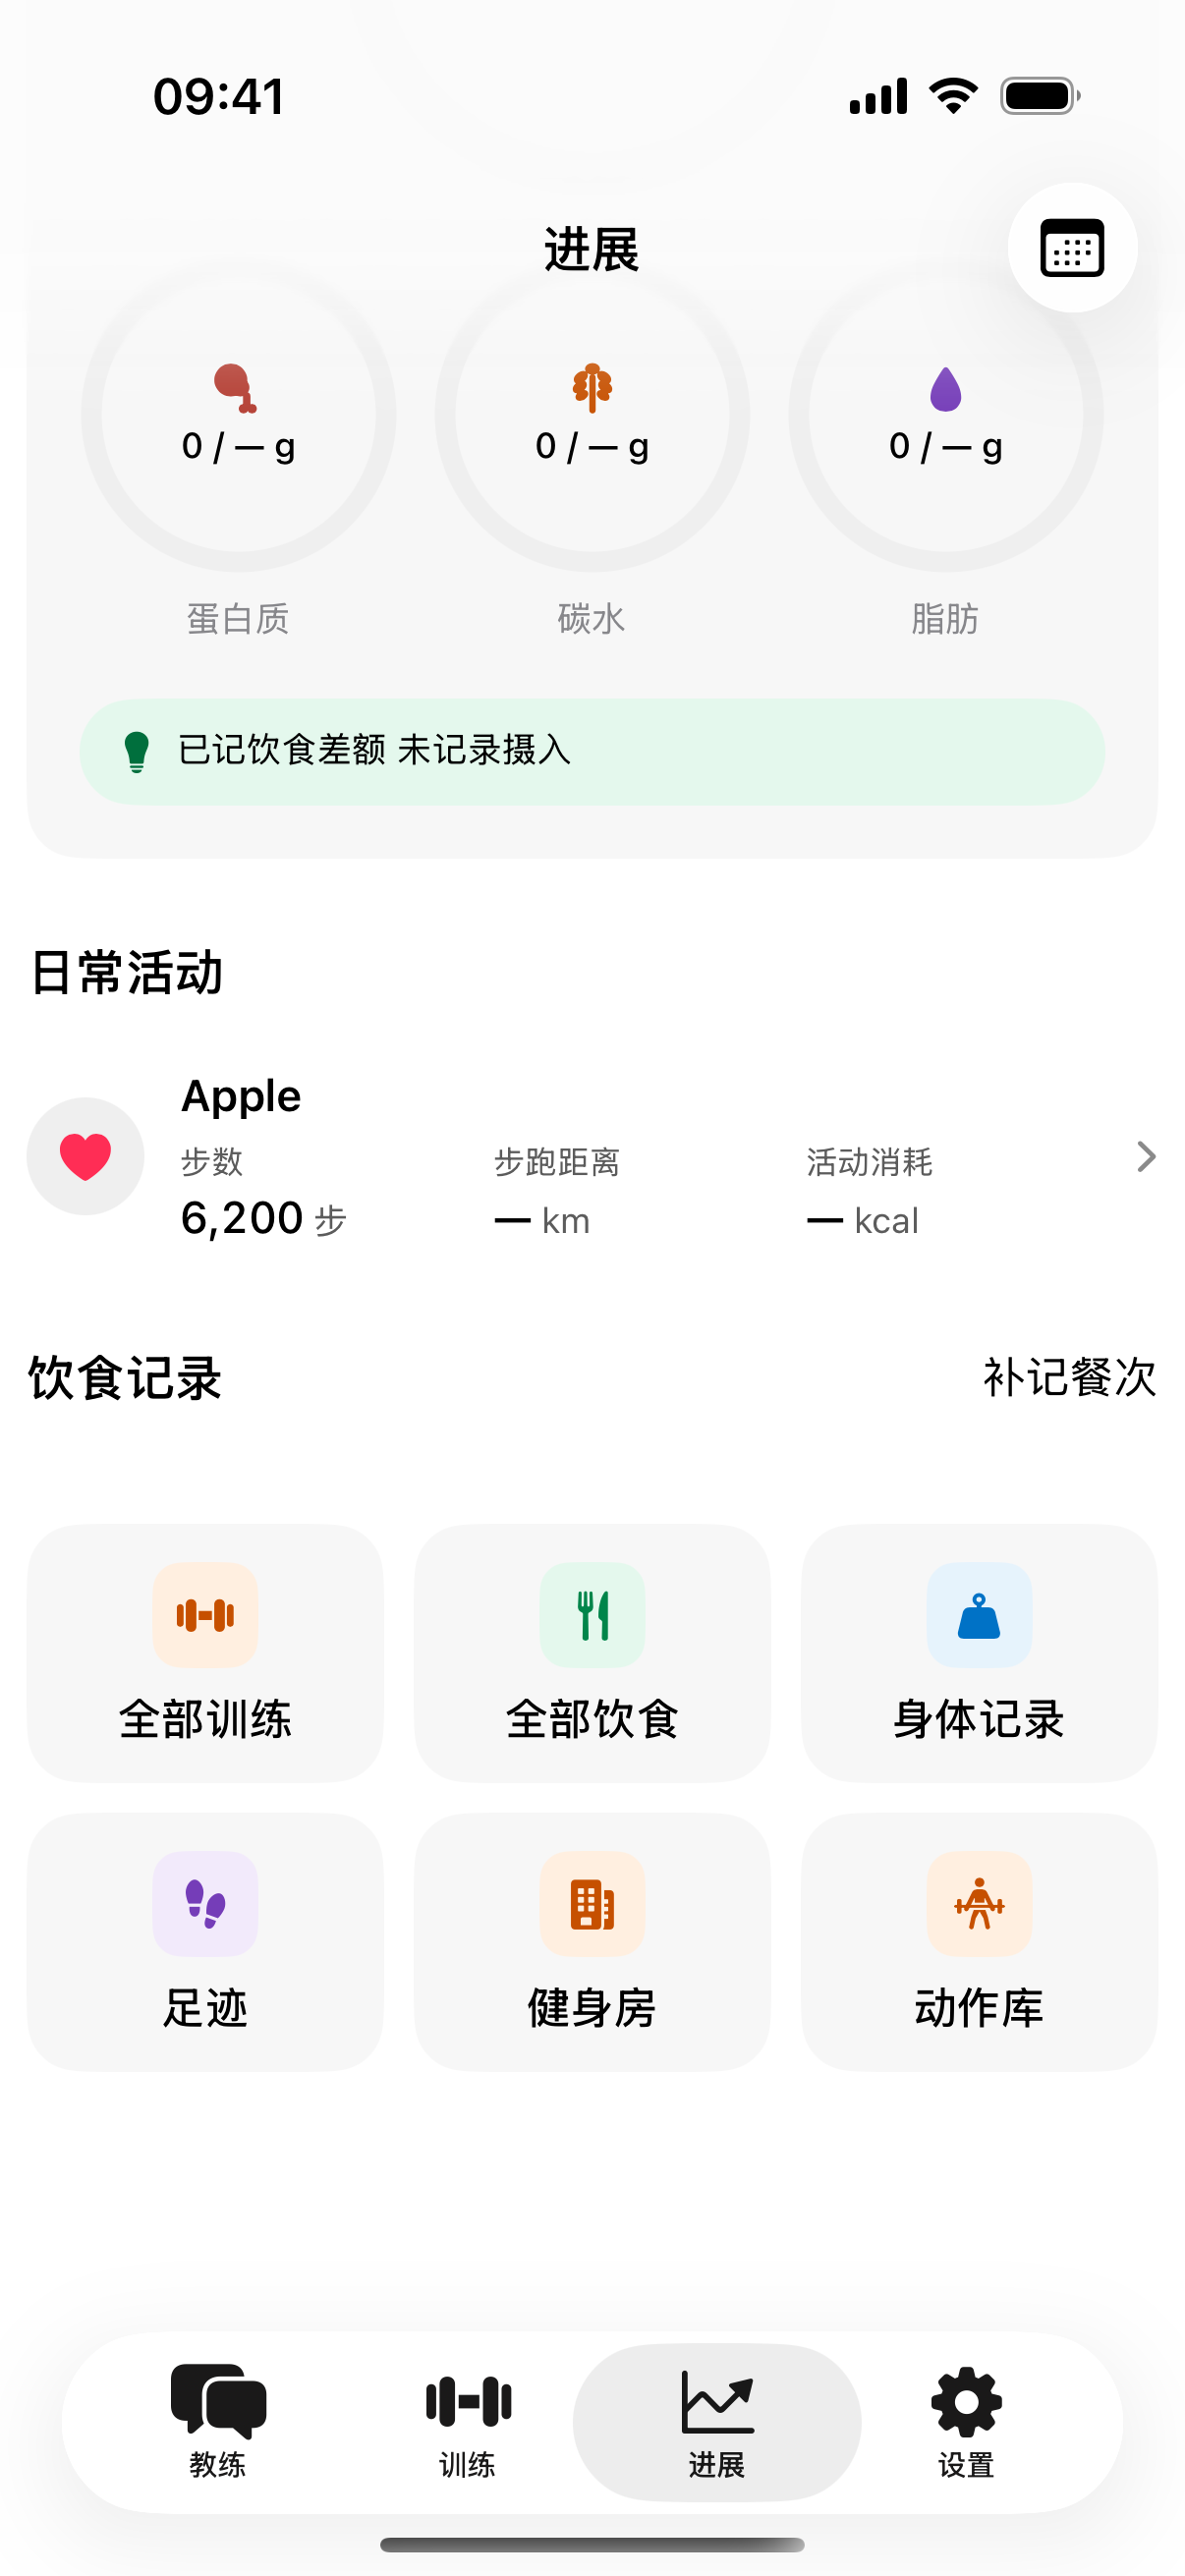 09:41
进展
0 / — g
0 / — g
0 / — g
蛋白质
碳水
脂肪
已记饮食差额 未记录摄入
日常活动
Apple
步数
步跑距离
活动消耗
6,200 步
— km
— kcal
饮食记录
补记餐次
全部训练
全部饮食
身体记录
足迹
健身房
动作库
教练
训练
进展
设置